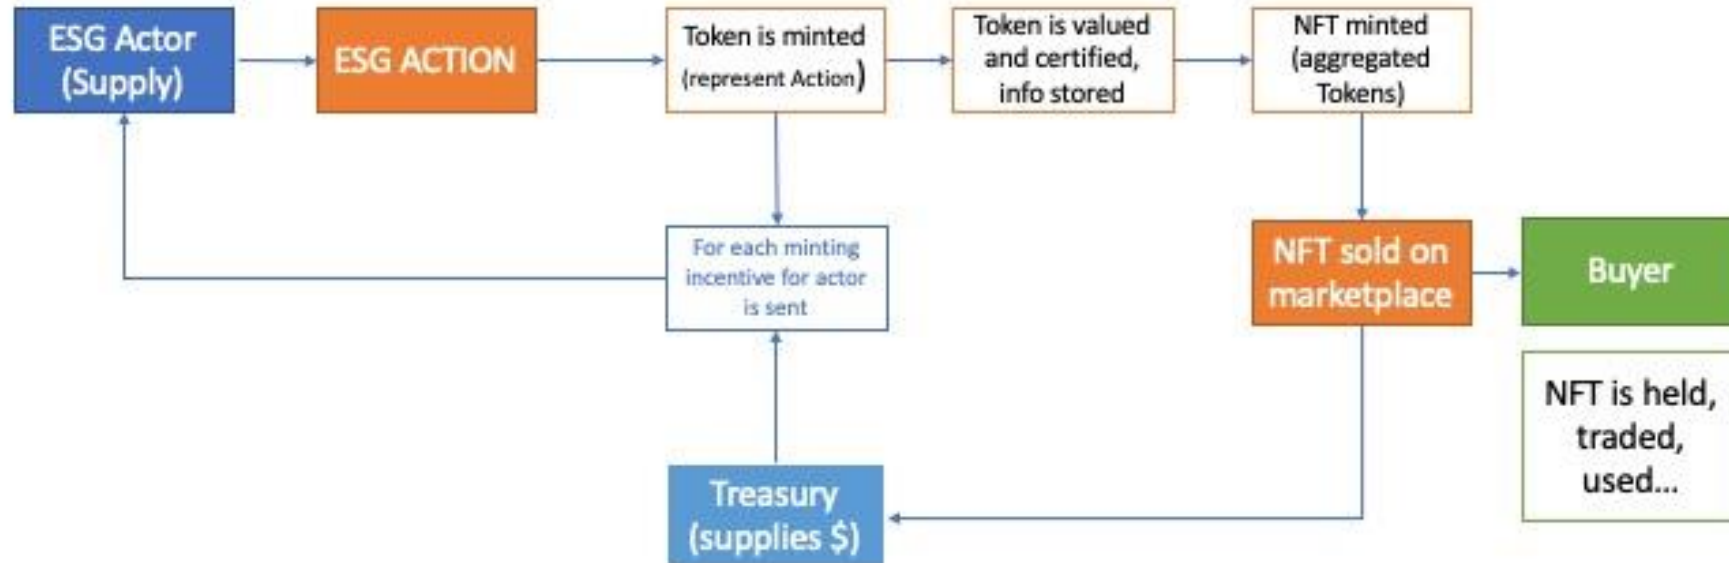 ESG Actor
(Supply)
ESG ACTION
Token is minted
(represent Action)
Token is valued
and certified,
info stored
NFT minted
(aggregated
Tokens)
For each minting
incentive for actor
is sent
NFT sold on
marketplace
Buyer
NFT is held,
traded,
used...
Treasury
(supplies $)